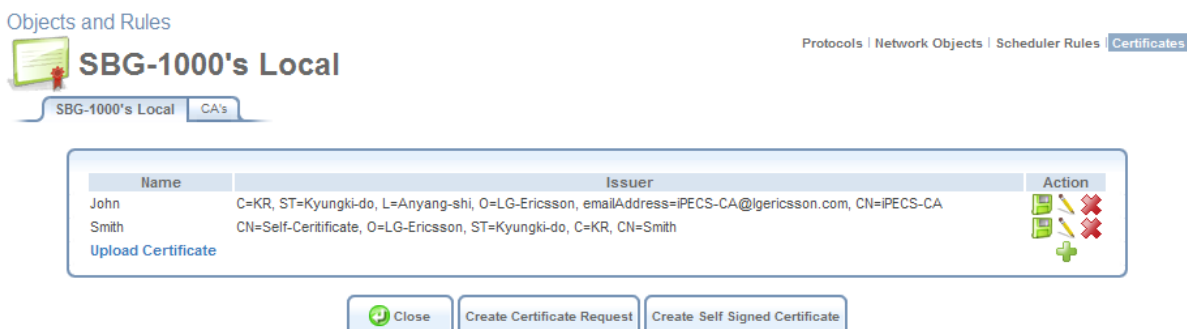 Objects and Rules
SBG-1000's Local
Protocols | Network Objects | Scheduler Rules | Certificates
SBG-1000's Local CA's
Name Issuer Action
John C=KR, ST=Kyungki-do, L=Anyang-shi, O=LG-Ericsson, emailAddress=iPECS-CA@lgericsson.com, CN=iPECS-CA
Smith CN=Self-Ceritificate, O=LG-Ericsson, ST=Kyungki-do, C=KR, CN=Smith
Upload Certificate
Close Create Certificate Request Create Self Signed Certificate